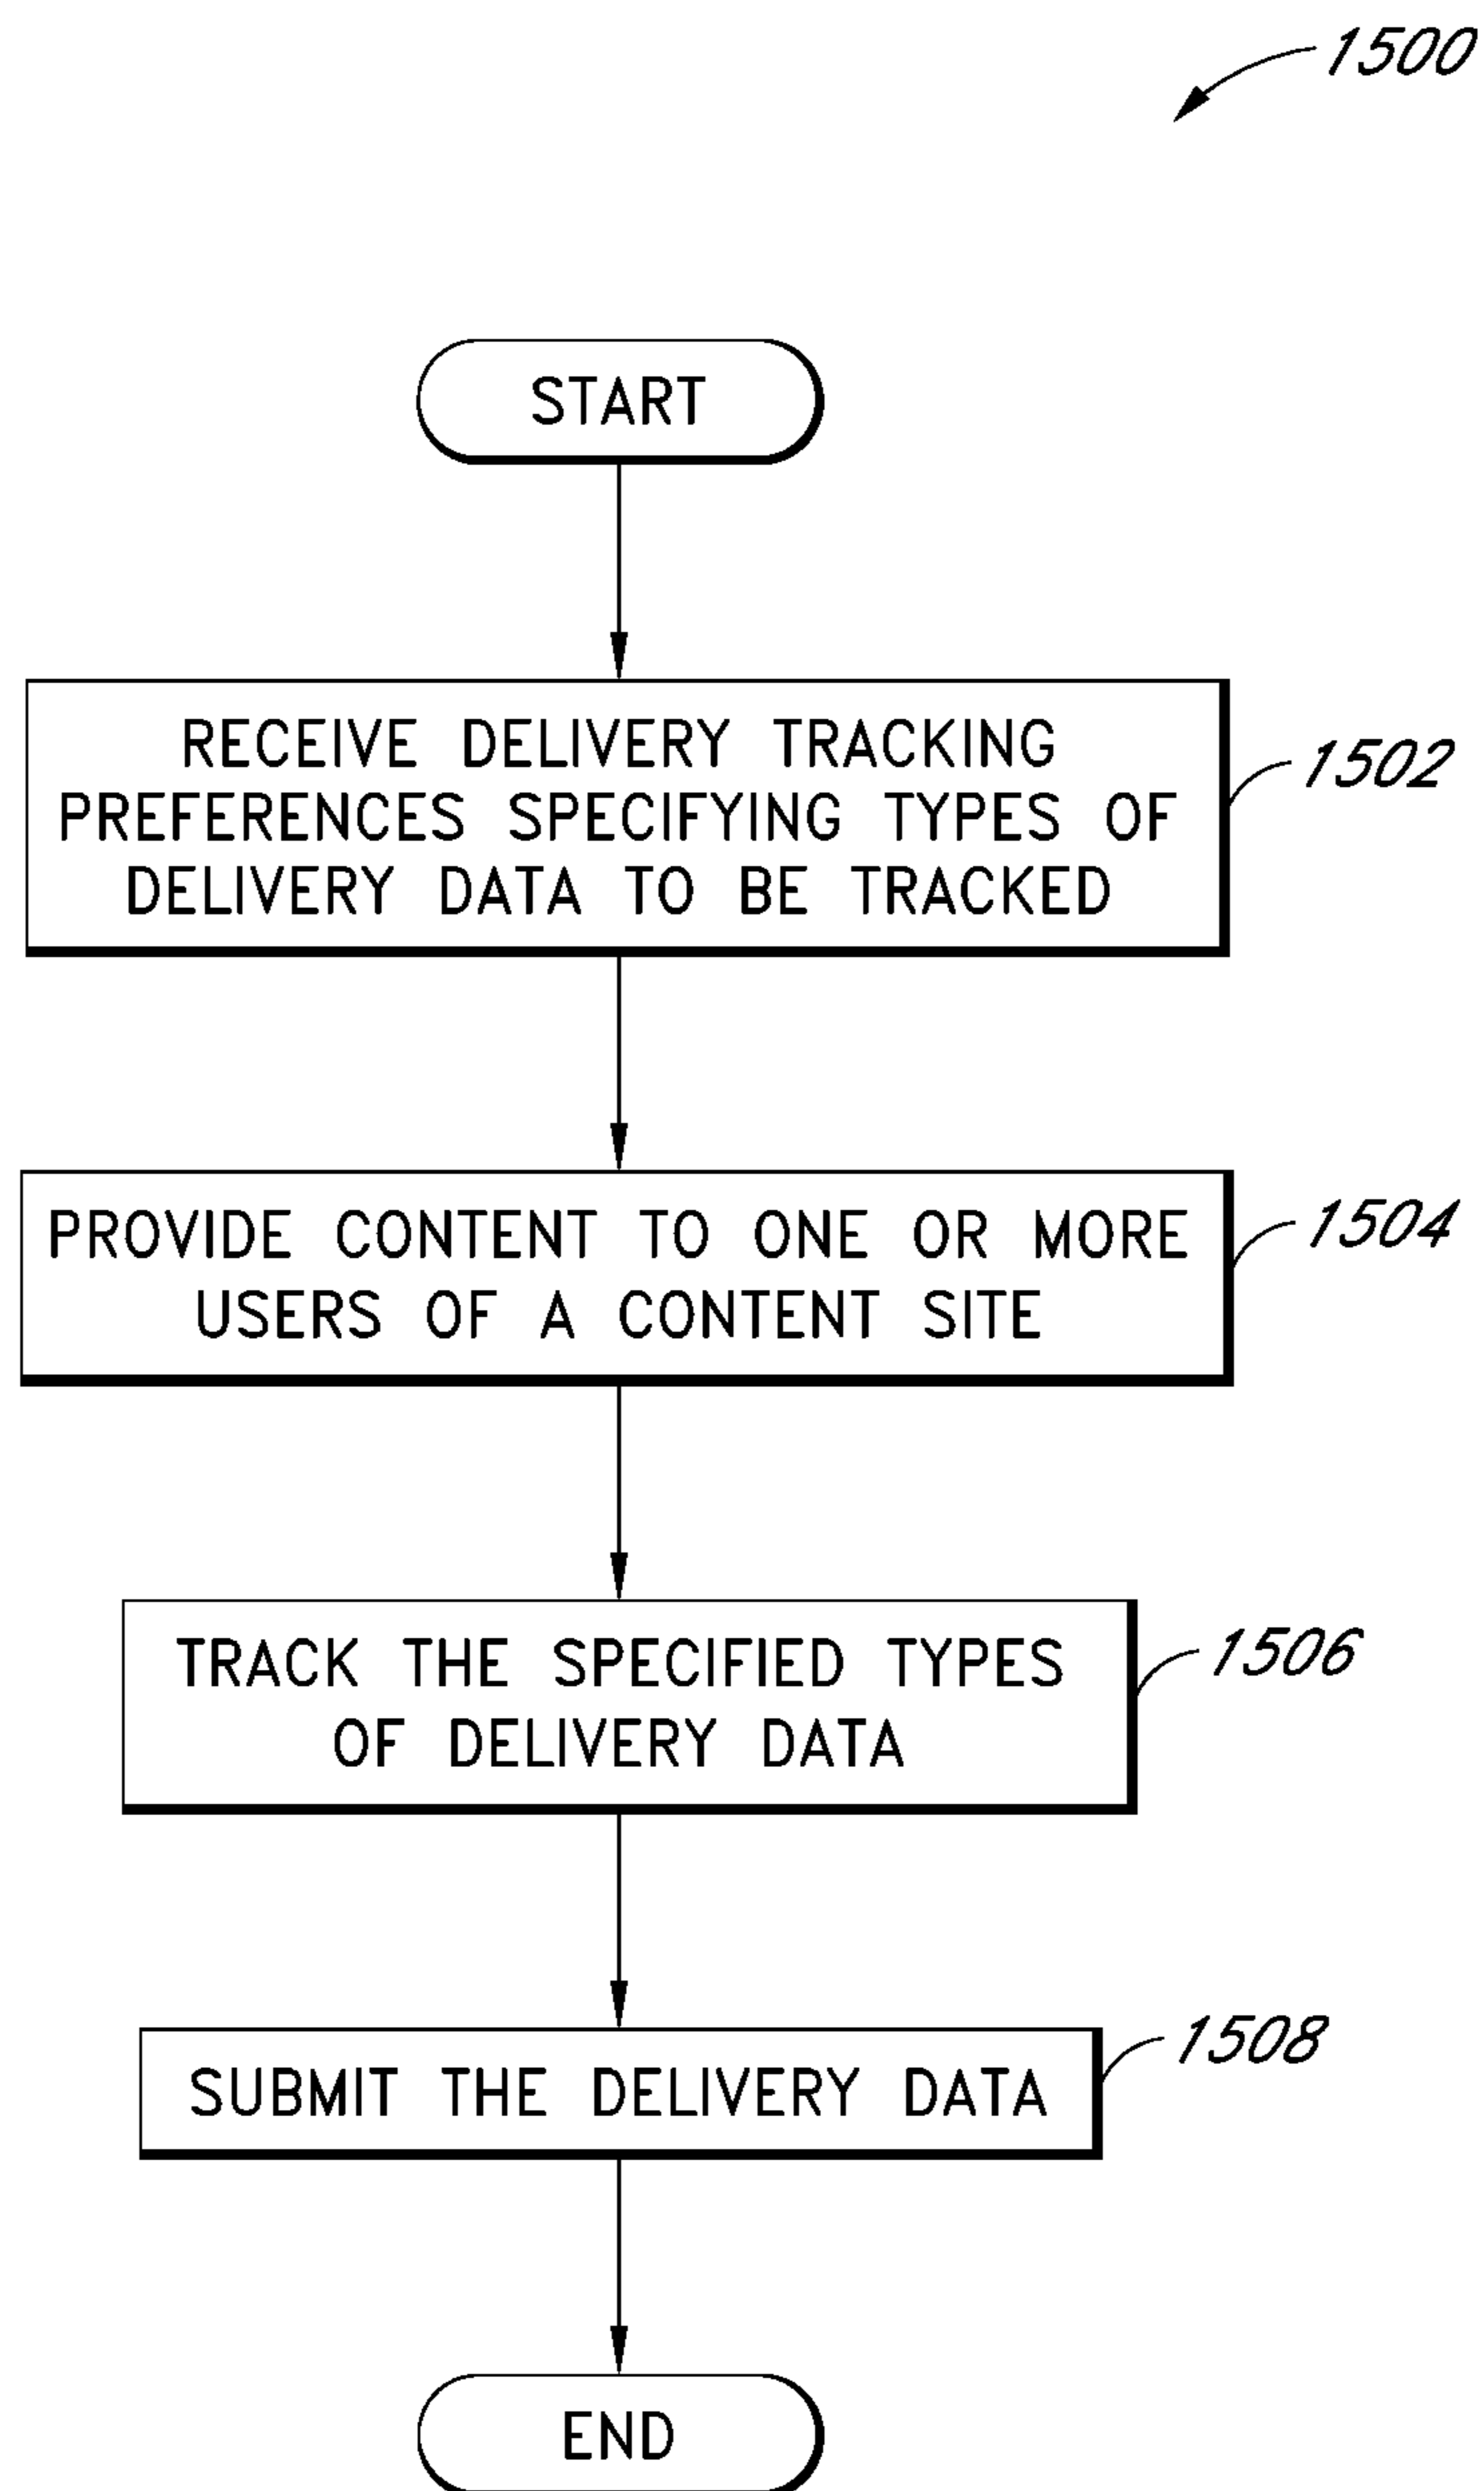 1500
START
RECEIVE DELIVERY TRACKING
PREFERENCES SPECIFYING TYPES OF
DELIVERY DATA TO BE TRACKED
1502
PROVIDE CONTENT TO ONE OR MORE
USERS OF A CONTENT SITE
1504
TRACK THE SPECIFIED TYPES
OF DELIVERY DATA
1506
SUBMIT THE DELIVERY DATA
1508
END